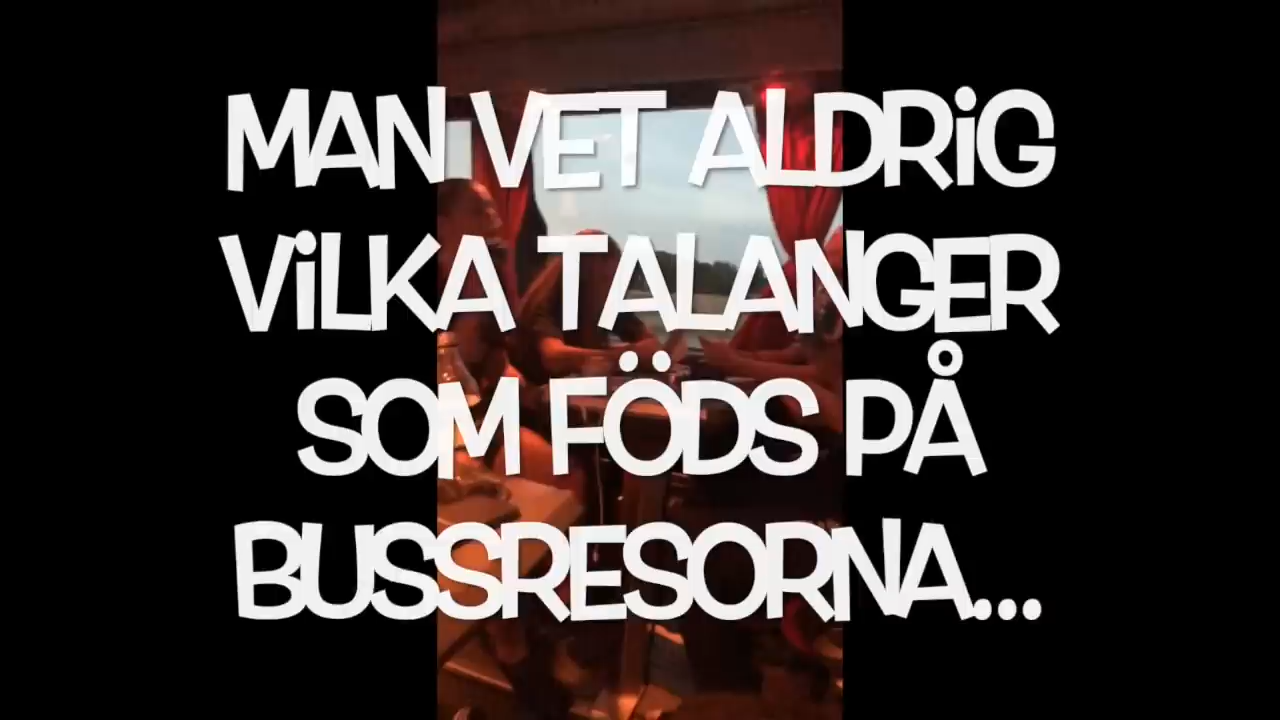 MAN VET ALDRiG
ViLKA TALANGER
SOM FÖDS PÅ
BUSSRESORNA...